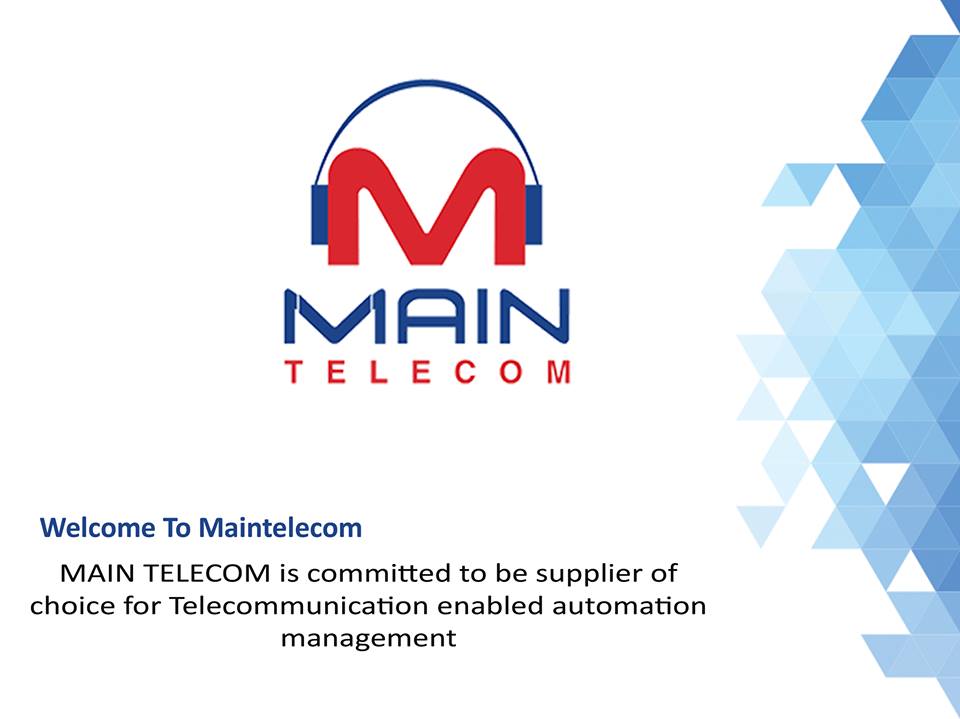 MAIN
TELECOM
Welcome To Maintelecom
MAIN TELECOM is committed to be supplier of
choice for Telecommunication enabled automation
management